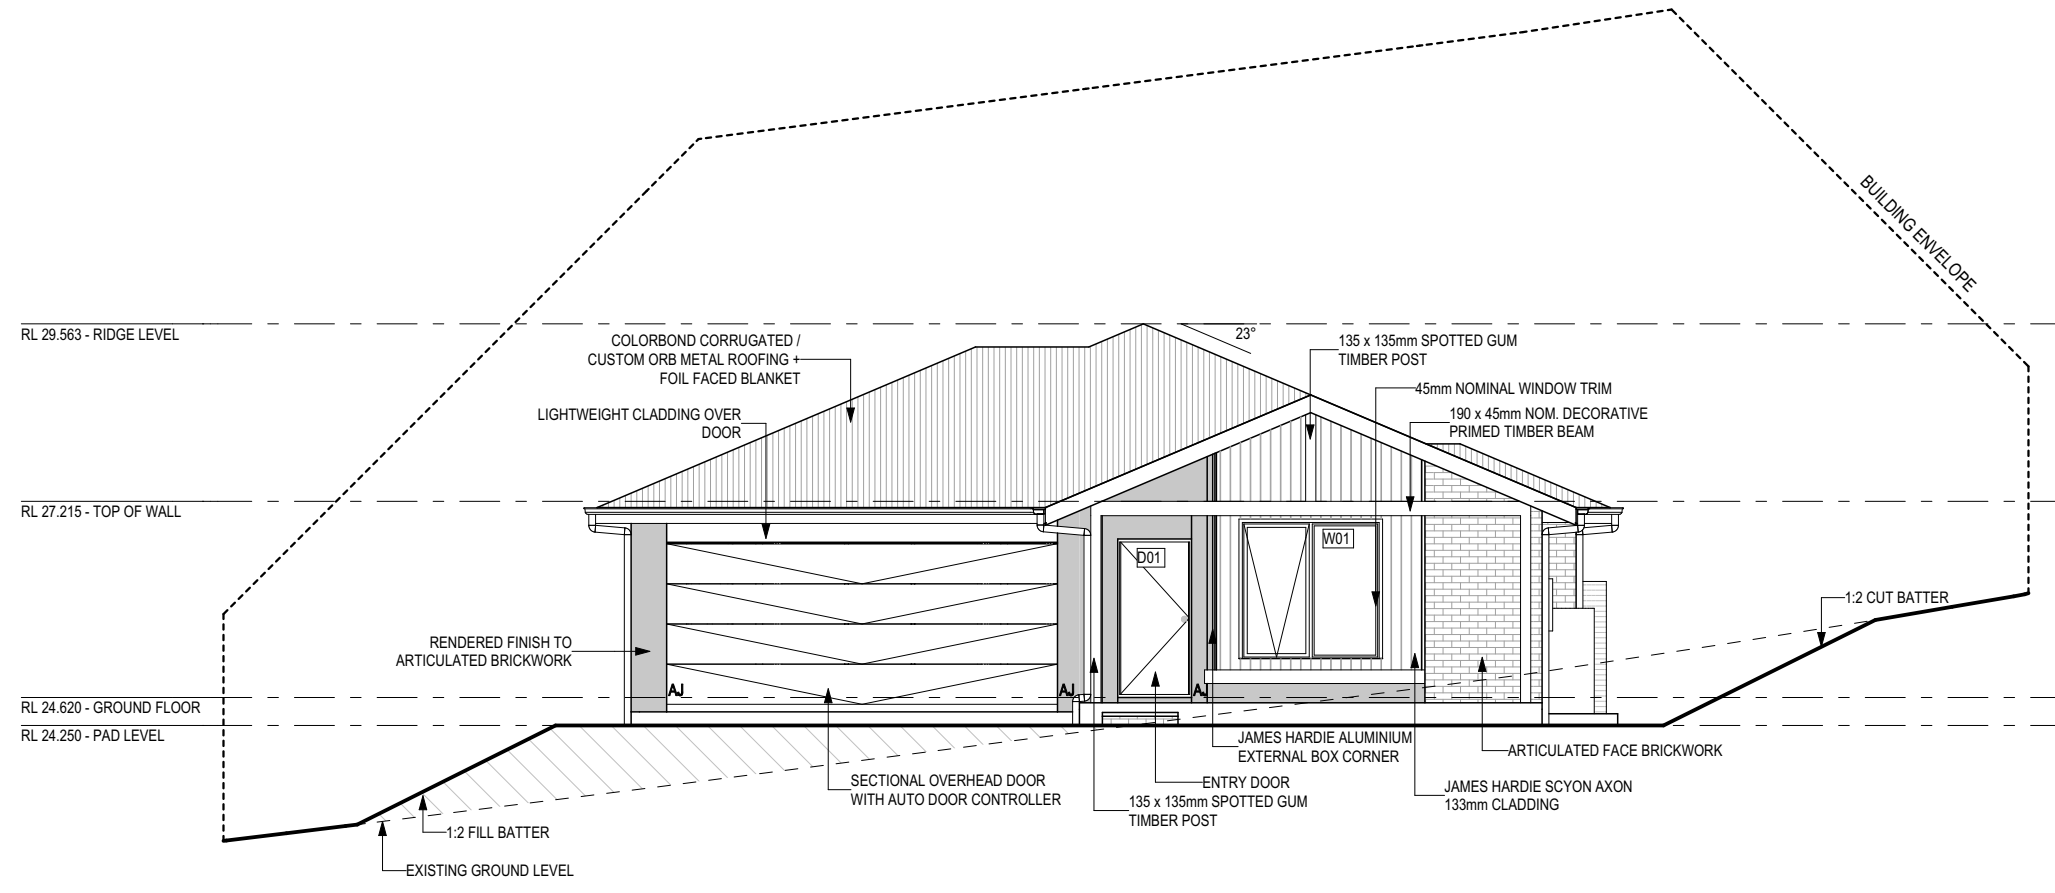 BUILDING ENVELOPE
RL 29.563 - RIDGE LEVEL
23°
COLORBOND CORRUGATED /
CUSTOM ORB METAL ROOFING +
FOIL FACED BLANKET
135 x 135mm SPOTTED GUM
TIMBER POST
45mm NOMINAL WINDOW TRIM
LIGHTWEIGHT CLADDING OVER
DOOR
190 x 45mm NOM. DECORATIVE
PRIMED TIMBER BEAM
RL 27.215 - TOP OF WALL
D01
W01
1:2 CUT BATTER
RENDERED FINISH TO
ARTICULATED BRICKWORK
AJ
AJ
AJ
RL 24.620 - GROUND FLOOR
RL 24.250 - PAD LEVEL
JAMES HARDIE ALUMINIUM
EXTERNAL BOX CORNER
ARTICULATED FACE BRICKWORK
SECTIONAL OVERHEAD DOOR
WITH AUTO DOOR CONTROLLER
ENTRY DOOR
JAMES HARDIE SCYON AXON
133mm CLADDING
135 x 135mm SPOTTED GUM
TIMBER POST
1:2 FILL BATTER
EXISTING GROUND LEVEL